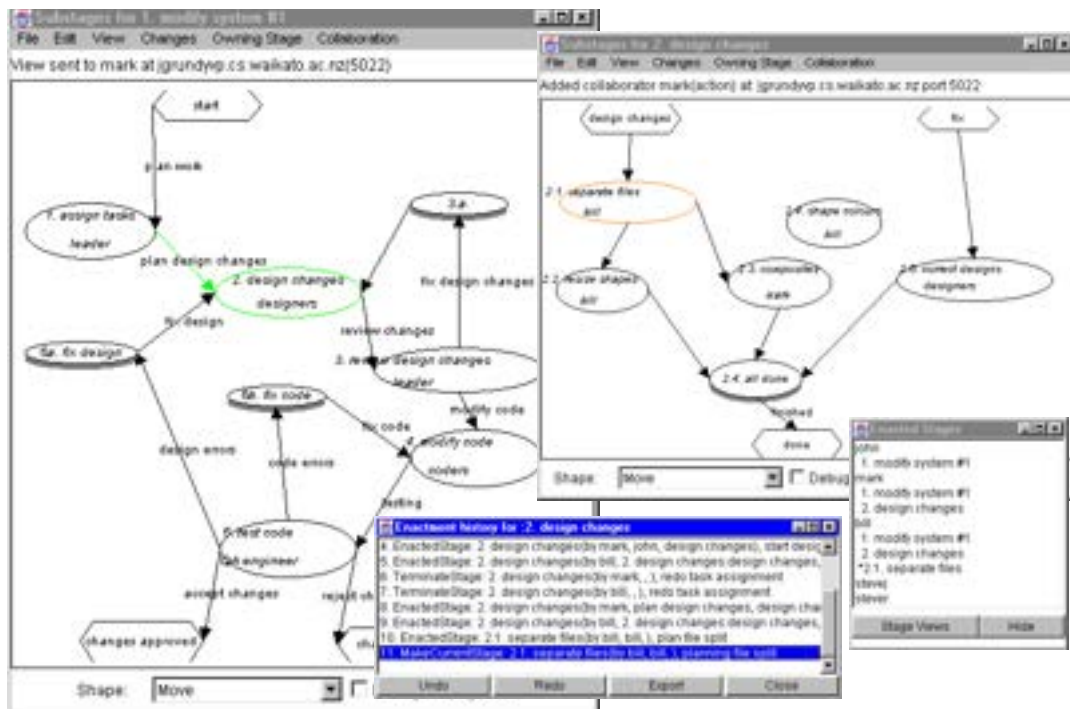 Substages for 1. modify system #1
File Edit View Changes Owning Stage Collaboration
View sent to mark at jgrundyvp.cs.waikato.ac.nz(5022)
start
plan work
1. assign tasks
leader
plan design changes
2. design changes
designers
3.a.
fix design changes
fix design
review changes
5a. fix design
3. review design changes
leader
modify code
fix code
design errors
code errors
coders
testing
5. test code
engineer
accept changes
changes approved
Shape: Move
Substages for 2. design changes
File Edit View Changes Owning Stage Collaboration
Added collaborator mark(action) at jgrundyvp.cs.waikato.ac.nz port 5022
design changes
fix
2.1. separate files
bill
bill
2.2. resize shapes
bill
mark
designers
2.4. all done
finished
done
Shape: Move Debug
Enacted Stages
john
1. modify system #1
mark
1. modify system #1
2. design changes
bill
1. modify system #1
2. design changes
*2.1. separate files
stevej
stever
Stage Views Hide
Enactment history for :2. design changes
4. EnactedStage: 2. design changes(by mark, john, design changes), start desig
5. EnactedStage: 2. design changes(by bill, 2. design changes design changes,
6. TerminateStage: 2. design changes(by mark, , ), redo task assignment
7. TerminateStage: 2. design changes(by bill, , ), redo task assignment
8. EnactedStage: 2. design changes(by mark, plan design changes, design chan
9. EnactedStage: 2. design changes(by bill, 2. design changes design changes,
10. EnactedStage: 2.1. separate files(by bill, bill, ), plan file split
11. MakeCurrentStage: 2.1. separate files(by bill, bill, ), planning file split
Undo Redo Export Close